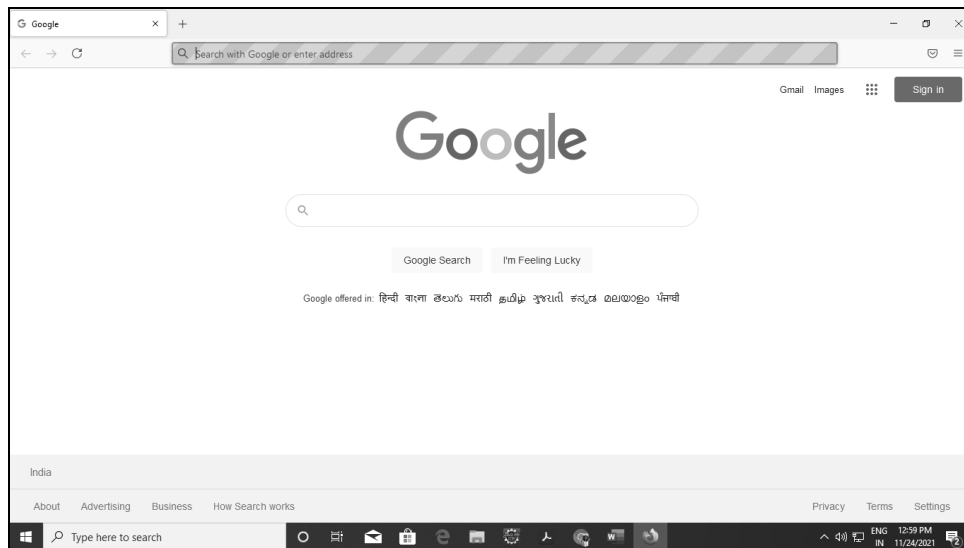 Google
Search with Google or enter address
Gmail Images Sign in
Google
Google Search I'm Feeling Lucky
Google offered in: हिन्दी বাংলা తెలుగు मराठी தமிழ் ગુજરાતી ಕನ್ನಡ മലയാളം ਪੰਜਾਬੀ
India
About Advertising Business How Search works Privacy Terms Settings
Type here to search ENG 12:59 PM
IN 11/24/2021 2